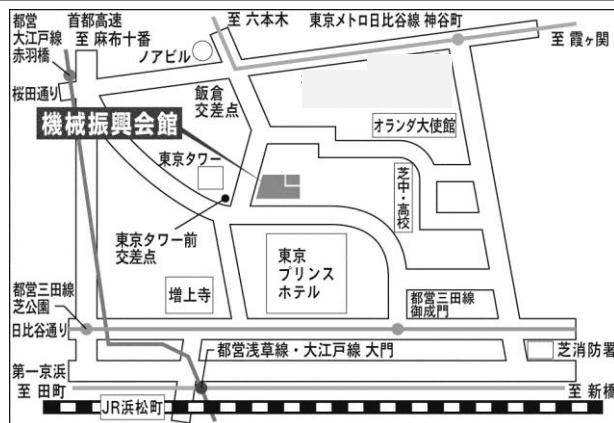 都営
大江戸線
赤羽橋
首都高速
至 麻布十番
至 六本木
東京メトロ日比谷線 神谷町
至 霞ヶ関
ノアビル
桜田通り
飯倉
交差点
機械振興会館
オランダ大使館
東京タワー
芝中・高校
東京タワー前
交差点
増上寺
東京
プリンス
ホテル
都営三田線
芝公園
都営三田線
御成門
日比谷通り
都営浅草線・大江戸線 大門
芝消防署
第一京浜
至 田町
至 新橋
JR浜松町